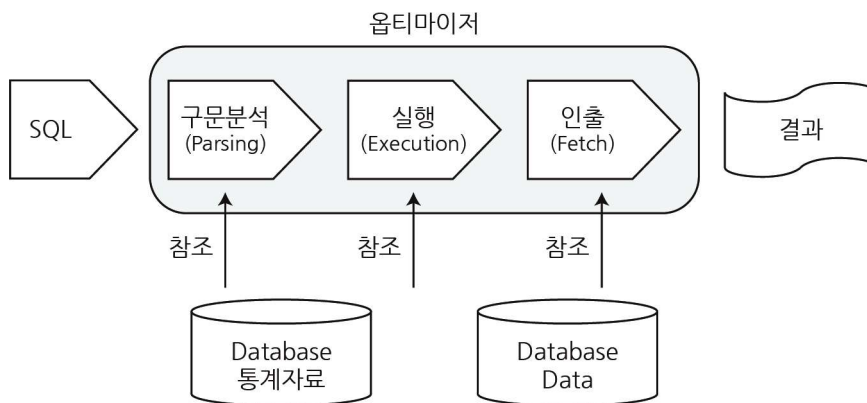 옵티마이저
SQL
구문분석
(Parsing)
실행
(Execution)
인출
(Fetch)
결과
참조
참조
참조
Database
통계자료
Database
Data